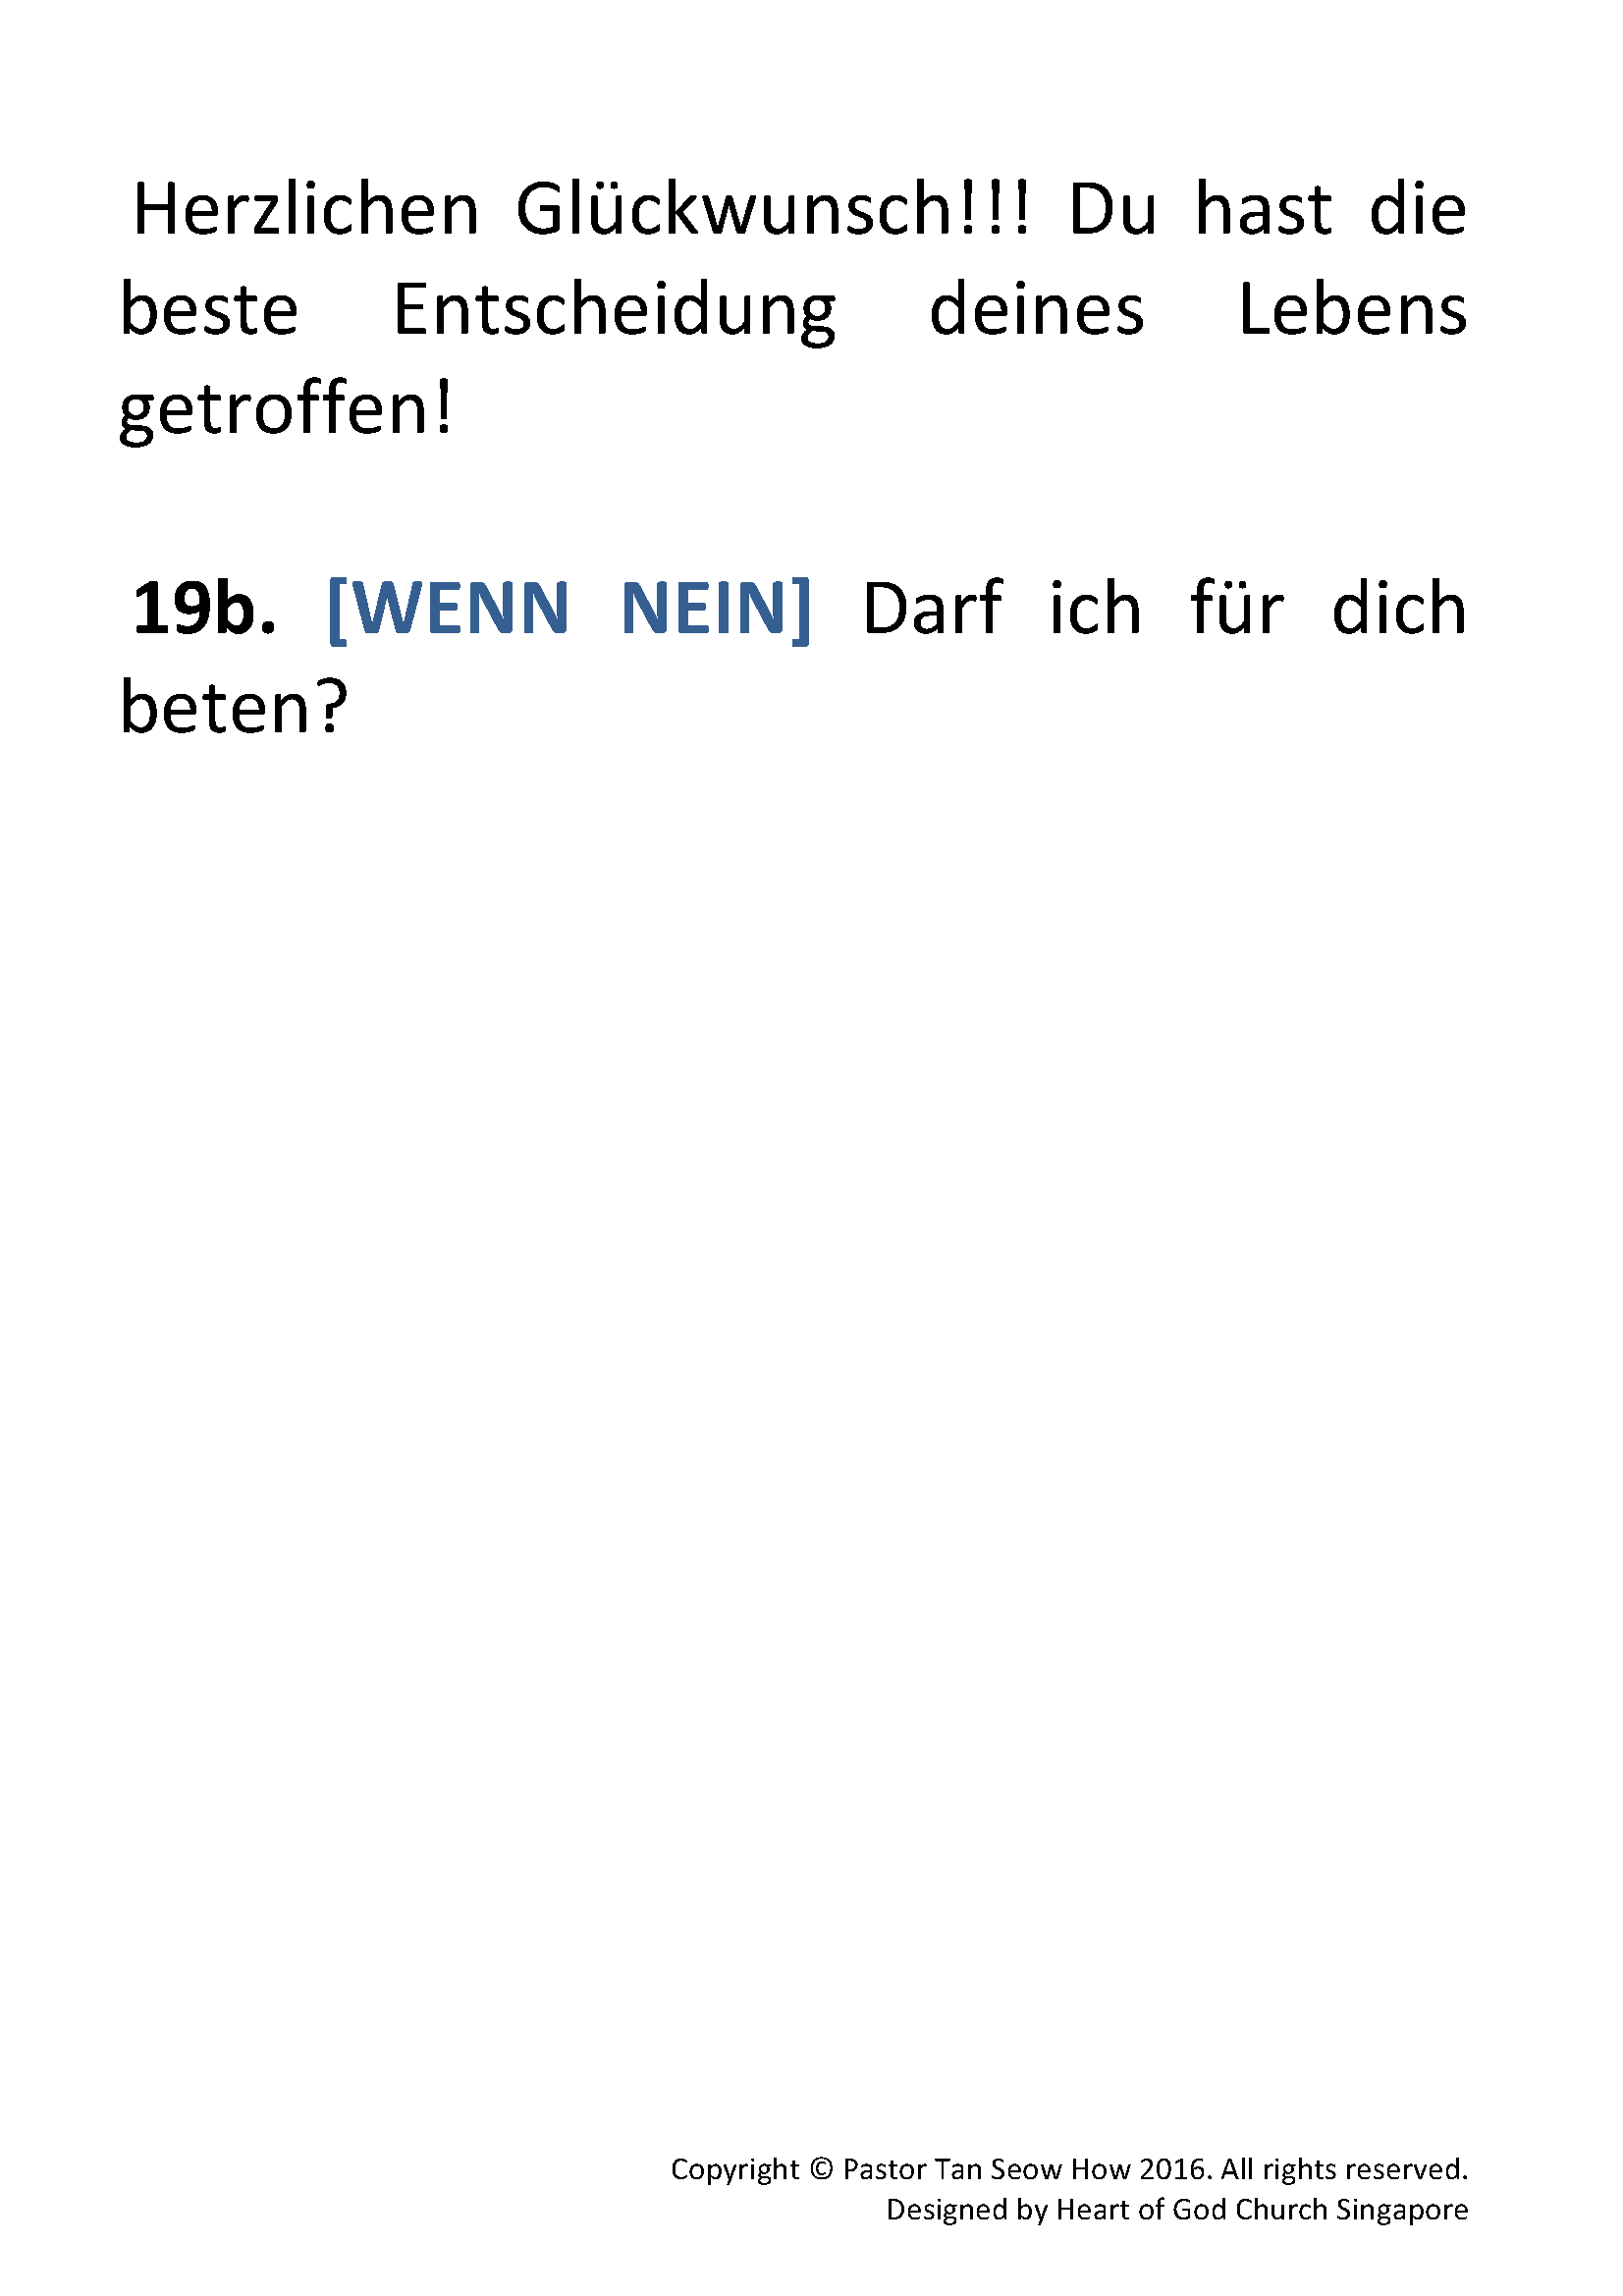 Herzlichen Glückwunsch!!! Du hast die
beste Entscheidung deines Lebens
getroffen!
19b. [WENN NEIN] Darf ich für dich
beten?
Copyright © Pastor Tan Seow How 2016. All rights reserved.
Designed by Heart of God Church Singapore